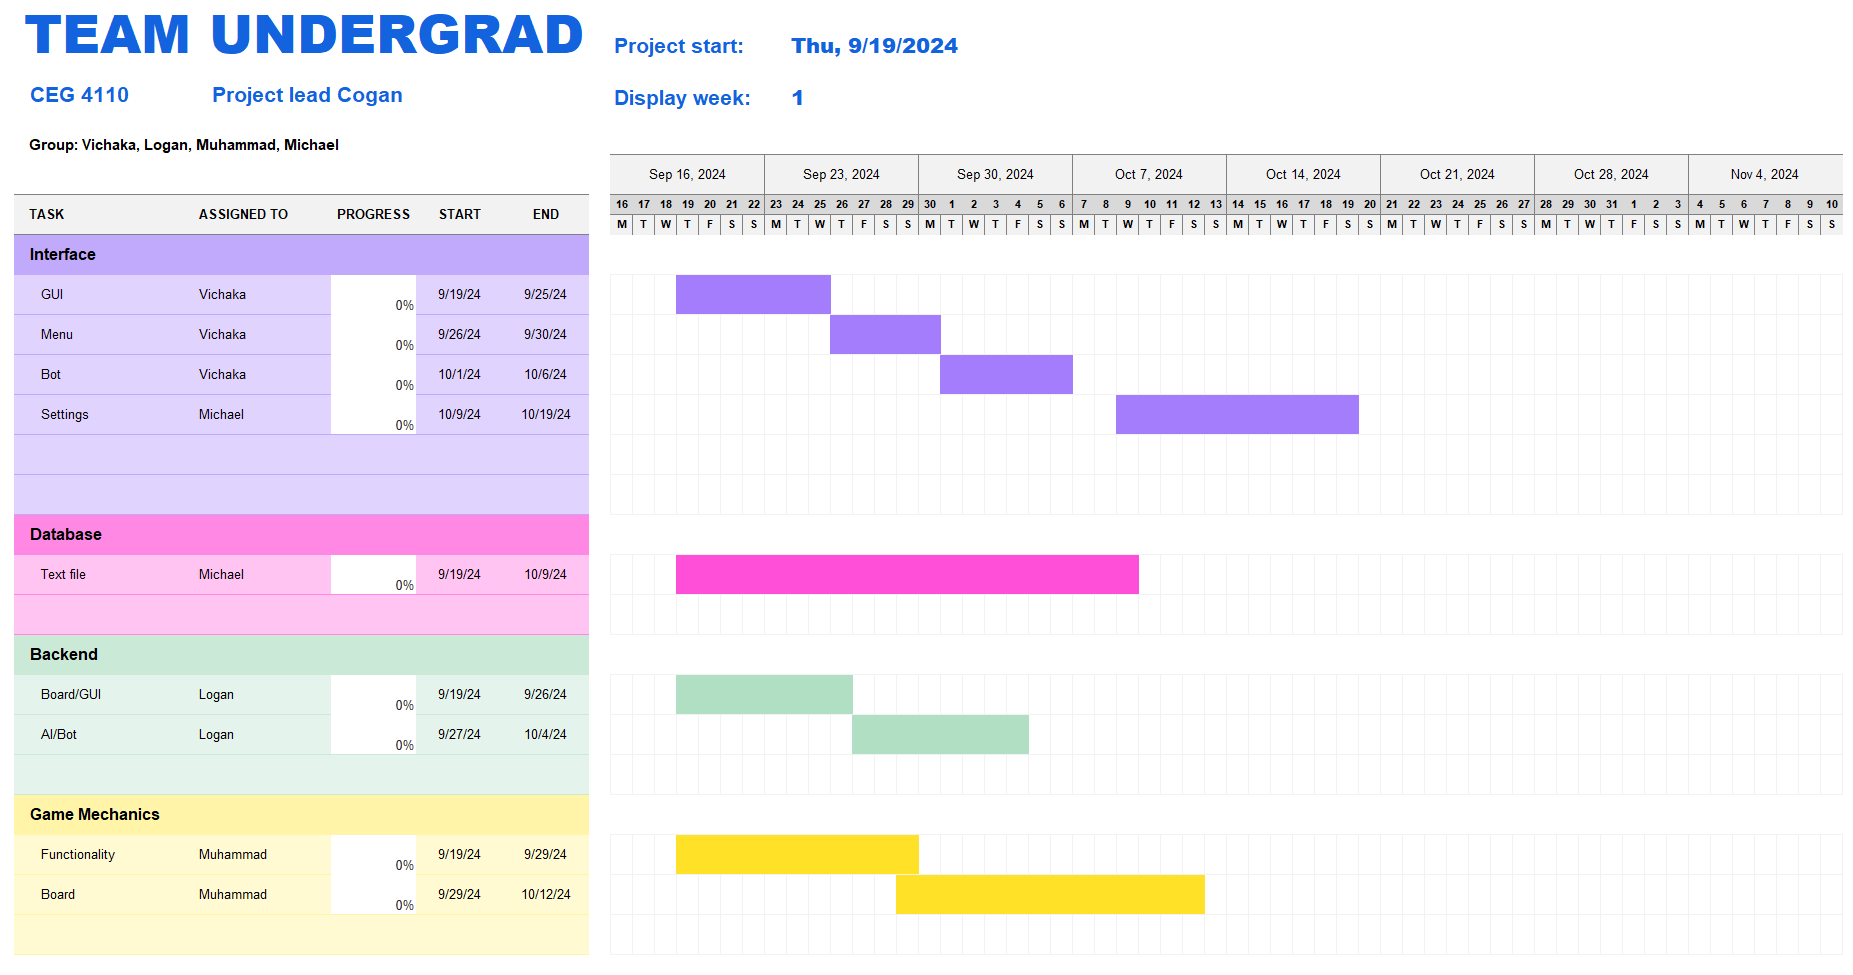 TEAM UNDERGRAD
Project start: Thu, 9/19/2024
CEG 4110 Project lead Cogan
Display week: 1
Group: Vichaka, Logan, Muhammad, Michael
Sep 16, 2024 Sep 23, 2024 Sep 30, 2024 Oct 7, 2024 Oct 14, 2024 Oct 21, 2024 Oct 28, 2024 Nov 4, 2024
16 17 18 19 20 21 22 23 24 25 26 27 28 29 30 1 2 3 4 5 6 7 8 9 10 11 12 13 14 15 16 17 18 19 20 21 22 23 24 25 26 27 28 29 30 31 1 2 3 4 5 6 7 8 9 10
M T W T F S S M T W T F S S M T W T F S S M T W T F S S M T W T F S S M T W T F S S M T W T F S S M T W T F S S
TASK ASSIGNED TO PROGRESS START END
Interface
GUI Vichaka 0% 9/19/24 9/25/24
Menu Vichaka 0% 9/26/24 9/30/24
Bot Vichaka 0% 10/1/24 10/6/24
Settings Michael 0% 10/9/24 10/19/24
Database
Text file Michael 0% 9/19/24 10/9/24
Backend
Board/GUI Logan 0% 9/19/24 9/26/24
AI/Bot Logan 0% 9/27/24 10/4/24
Game Mechanics
Functionality Muhammad 0% 9/19/24 9/29/24
Board Muhammad 0% 9/29/24 10/12/24